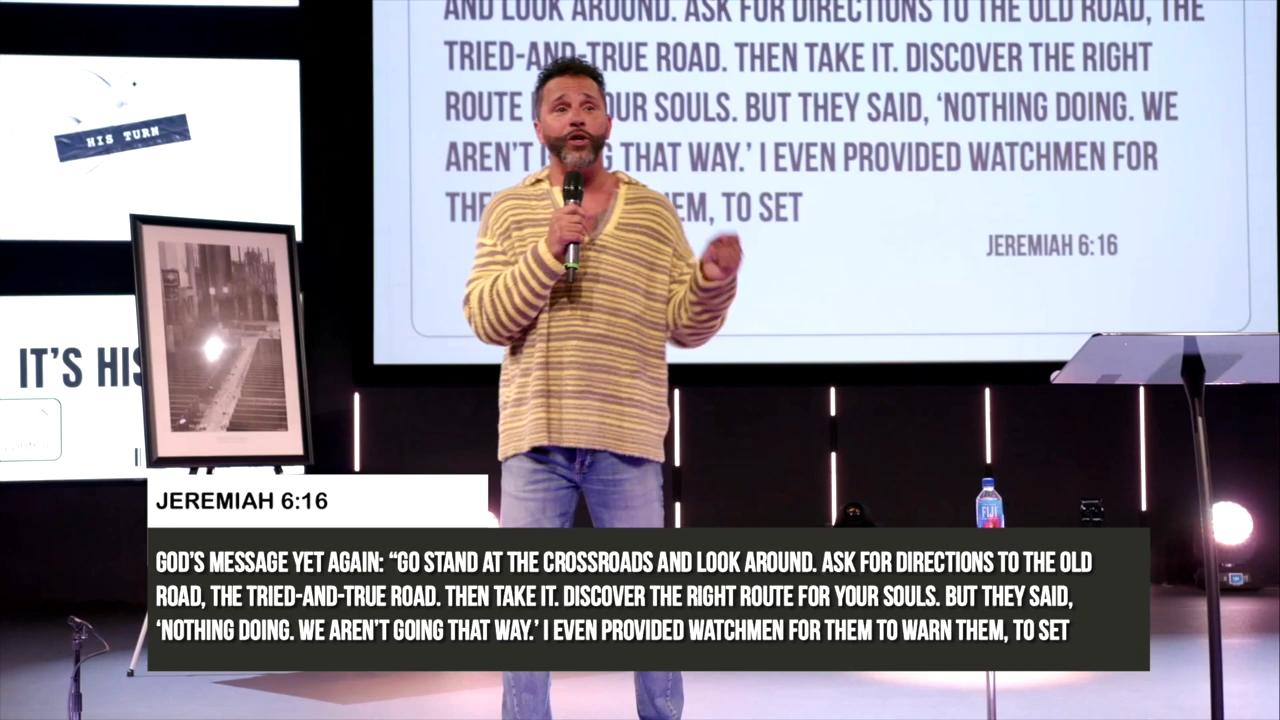 AND LOOK AROUND. ASK FOR DIRECTIONS TO THE OLD ROAD, THE
TRIED-AND-TRUE ROAD. THEN TAKE IT. DISCOVER THE RIGHT
ROUTE OUR SOULS. BUT THEY SAID, ‘NOTHING DOING. WE
AREN’T THAT WAY.’ I EVEN PROVIDED WATCHMEN FOR
TO SET
JEREMIAH 6:16
HIS TURN
IT’S HIS
JEREMIAH 6:16
GOD’S MESSAGE YET AGAIN: “GO STAND AT THE CROSSROADS AND LOOK AROUND. ASK FOR DIRECTIONS TO THE OLD
ROAD, THE TRIED-AND-TRUE ROAD. THEN TAKE IT. DISCOVER THE RIGHT ROUTE FOR YOUR SOULS. BUT THEY SAID,
‘NOTHING DOING. WE AREN’T GOING THAT WAY.’ I EVEN PROVIDED WATCHMEN FOR THEM TO WARN THEM, TO SET
FIJI